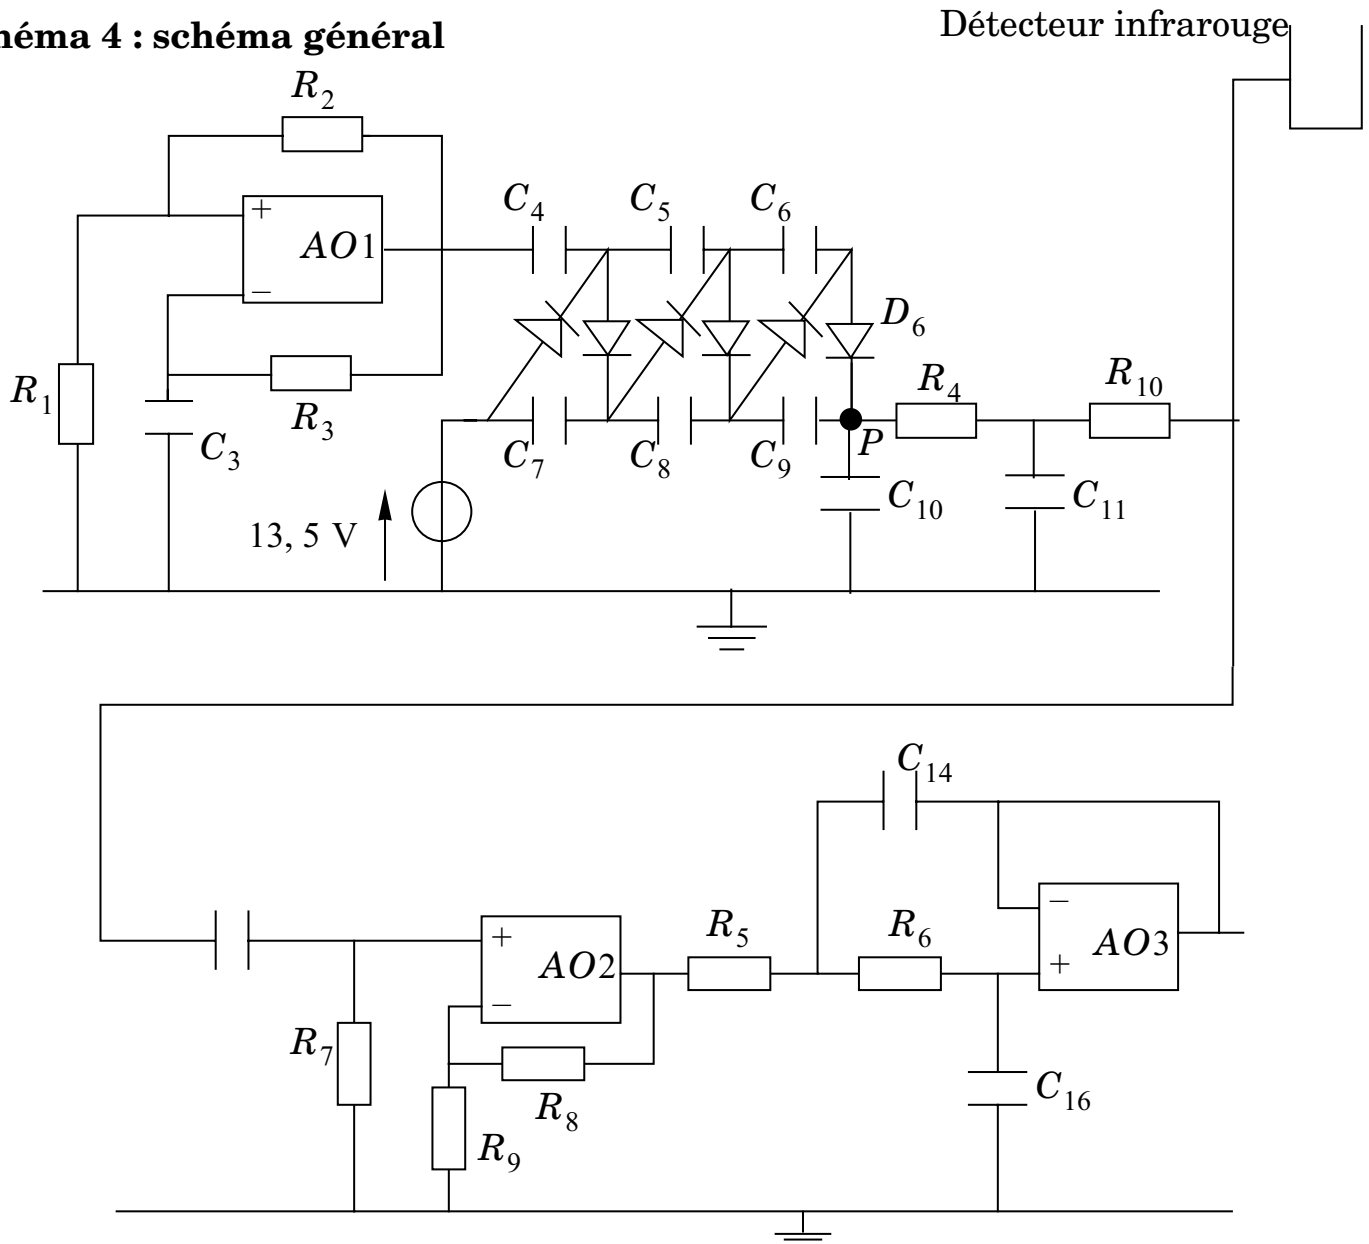 néma 4 : schéma général
Détecteur infrarouge
R2
+
AO1
−
R1
R3
C3
C4 C5 C6
D6
R4 R10
C7 C8 C9 P
C10 C11
13, 5 V
C14
+
AO2
−
R5 R6
−
AO3
+
R7
R8
R9
C16